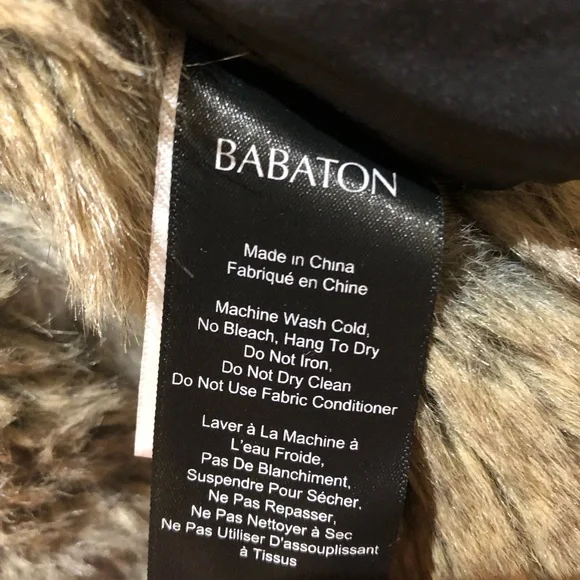 BABATON
Made in China
Fabriqué en Chine
Machine Wash Cold,
No Bleach, Hang To Dry
Do Not Iron,
Do Not Dry Clean
Do Not Use Fabric Conditioner
Laver à La Machine à
L'eau Froide,
Pas De Blanchiment,
Suspendre Pour Sécher,
Ne Pas Repasser,
Ne Pas Nettoyer à Sec
Ne Pas Utiliser D'assouplissant
à Tissus